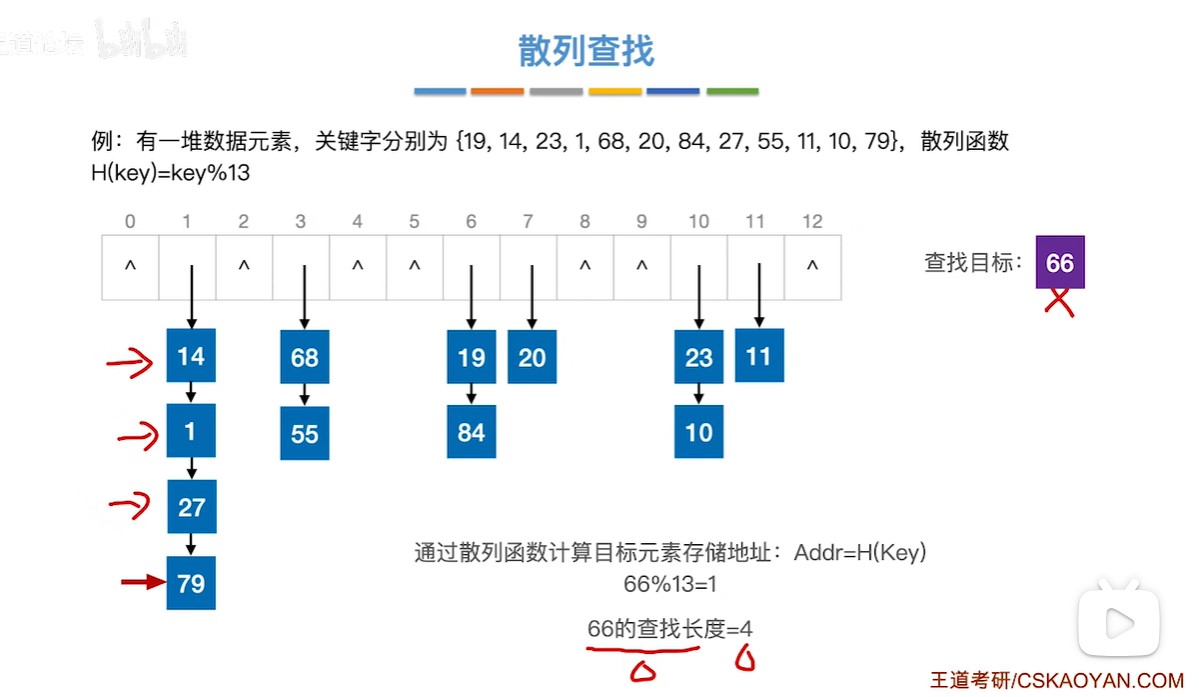 散列查找
例：有一堆数据元素，关键字分别为 {19, 14, 23, 1, 68, 20, 84, 27, 55, 11, 10, 79}，散列函数
H(key)=key%13
0 1 2 3 4 5 6 7 8 9 10 11 12
^ ^ ^ ^ ^ ^ ^
查找目标： 66
14 68 19 20 23 11
1 55 84 10
27
79
通过散列函数计算目标元素存储地址：Addr=H(Key)
66%13=1
66的查找长度=4
王道考研/CSKAOYAN.COM